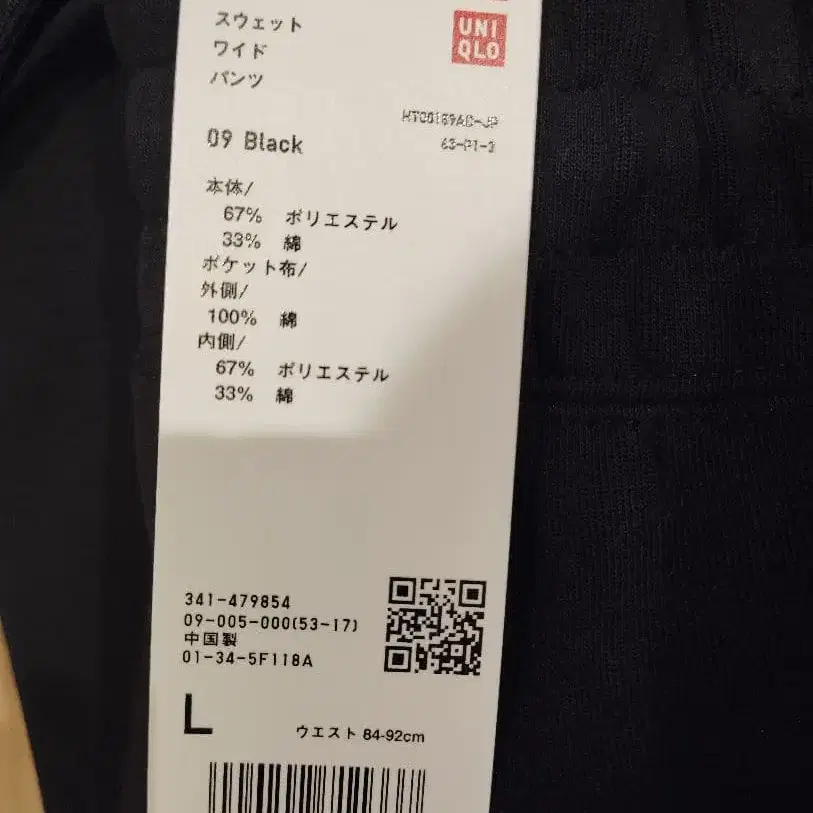 スウェット
ワイド
パンツ
UNI
QLO
09 Black
63-P1-3
本体/
67% ポリエステル
33% 綿
ポケット布/
外側/
100% 綿
内側/
67% ポリエステル
33% 綿
341-479854
09-005-000(53-17)
中国製
01-34-5F118A
L
ウエスト 84-92cm